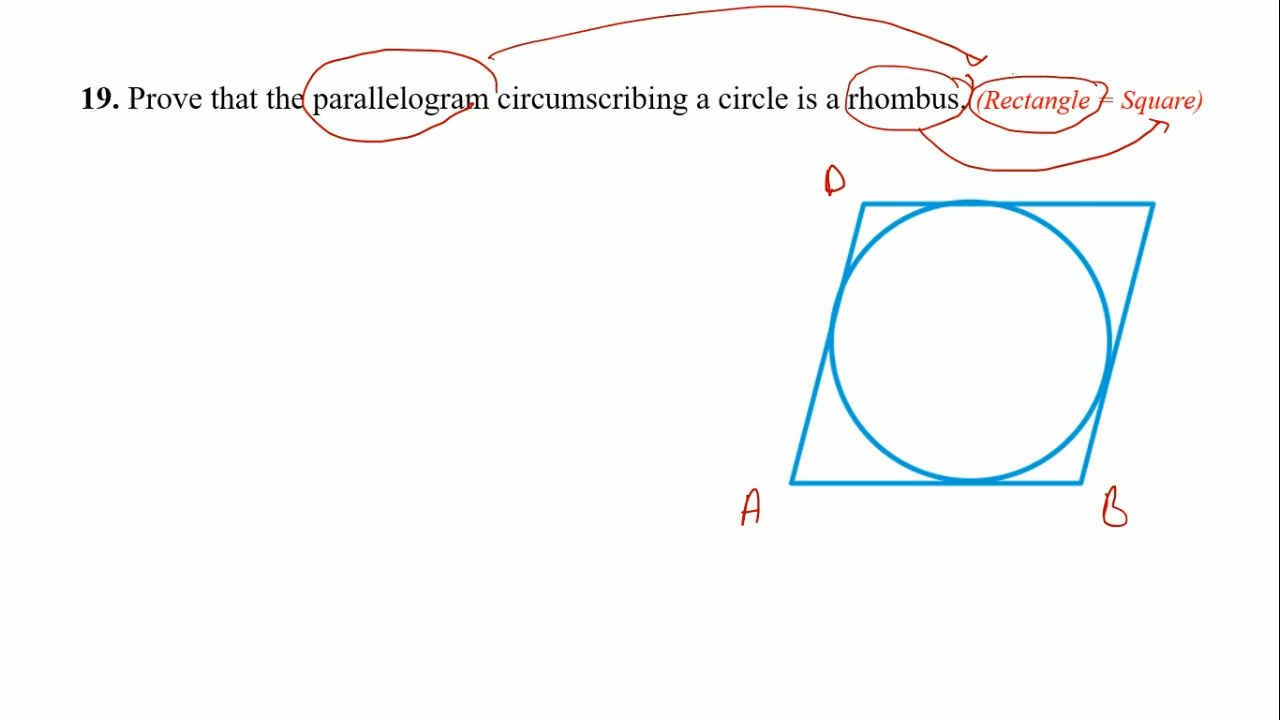 19. Prove that the parallelogram circumscribing a circle is a rhombus. (Rectangle = Square)
D
A
B